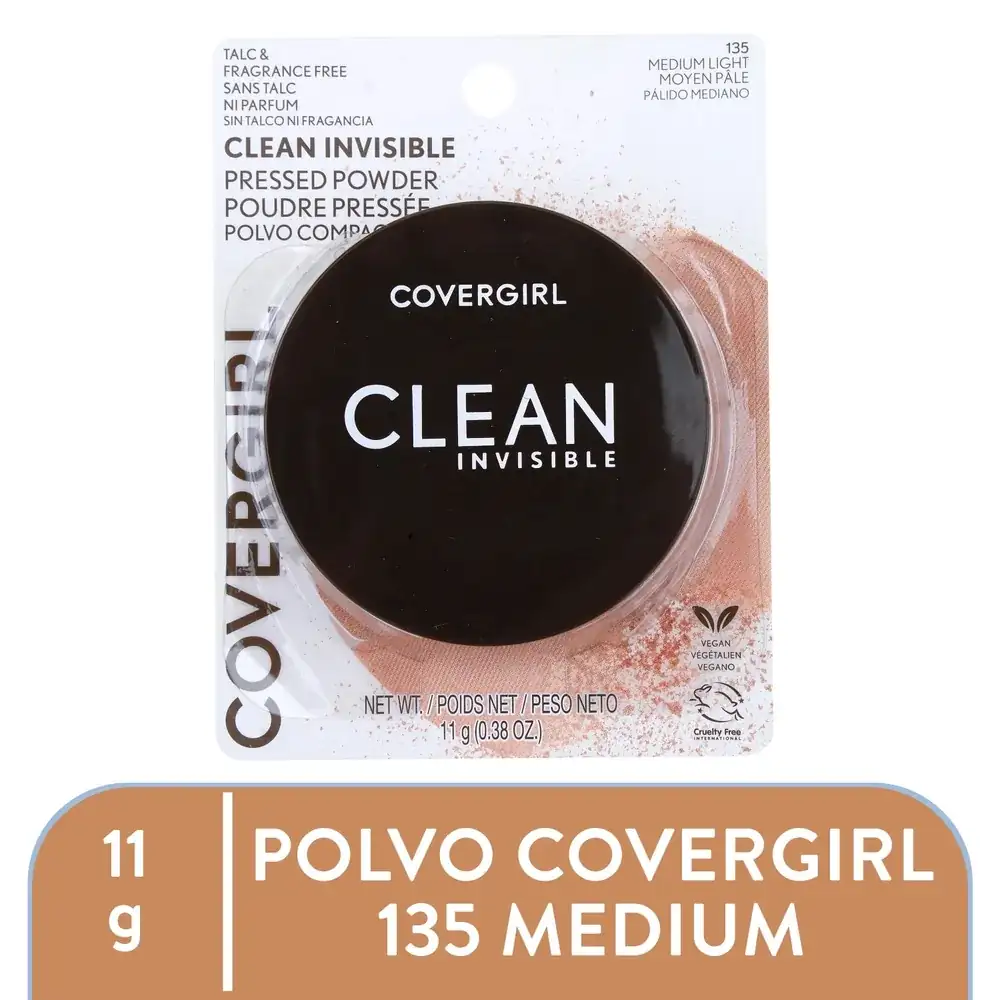 TALC &
FRAGRANCE FREE
SANS TALC
NI PARFUM
SIN TALCO NI FRAGANCIA
CLEAN INVISIBLE
PRESSED POWDER
POUDRE PRESSÉE
POLVO
135
MEDIUM LIGHT
MOYEN PÂLE
PÁLIDO MEDIANO
COVERGIRL
COVERGIRL
CLEAN
INVISIBLE
VEGAN
VÉGÉTALIEN
VEGANO
Cruelty Free
INTERNATIONAL
NET WT. / POIDS NET / PESO NETO
11 g (0.38 OZ.)
11
g
POLVO COVERGIRL
135 MEDIUM